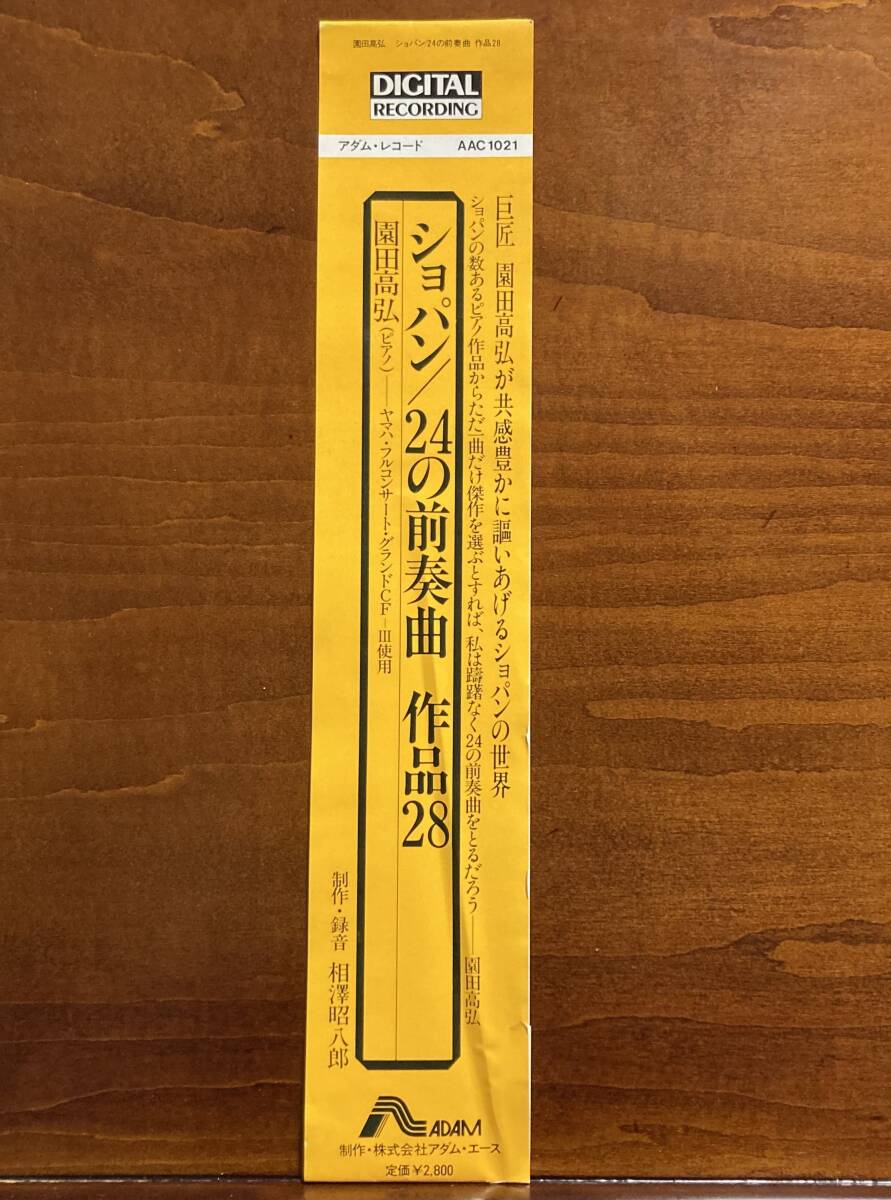 園田高弘 ショパン/24の前奏曲 作品28
DIGITAL
RECORDING
アダム・レコード AAC1021
巨匠 園田高弘が共感豊かに謳いあげるショパンの世界
ショパンの数あるピアノ作品からただ一曲だけ傑作を選ぶとすれば、私は躊躇なく24の前奏曲をとるだろう——園田高弘
ショパン/24の前奏曲 作品28
園田高弘(ピアノ)——ヤマハ・フルコンサート・グランドCF-III使用
制作・録音 相澤昭八郎
ADAM
制作・株式会社アダム・エース
定価¥2,800